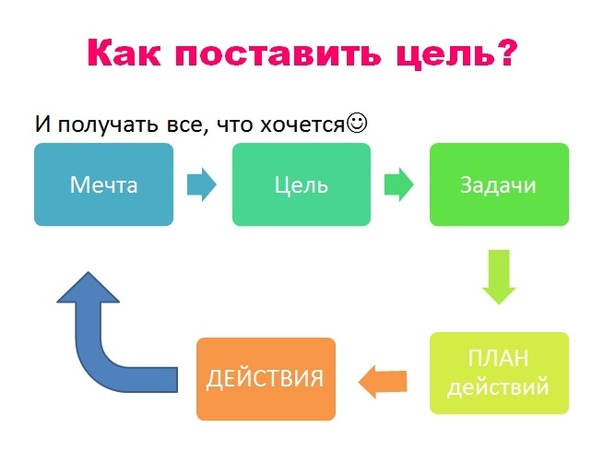 Как поставить цель?
И получать все, что хочется☺
Мечта
Цель
Задачи
ПЛАН
действий
ДЕЙСТВИЯ